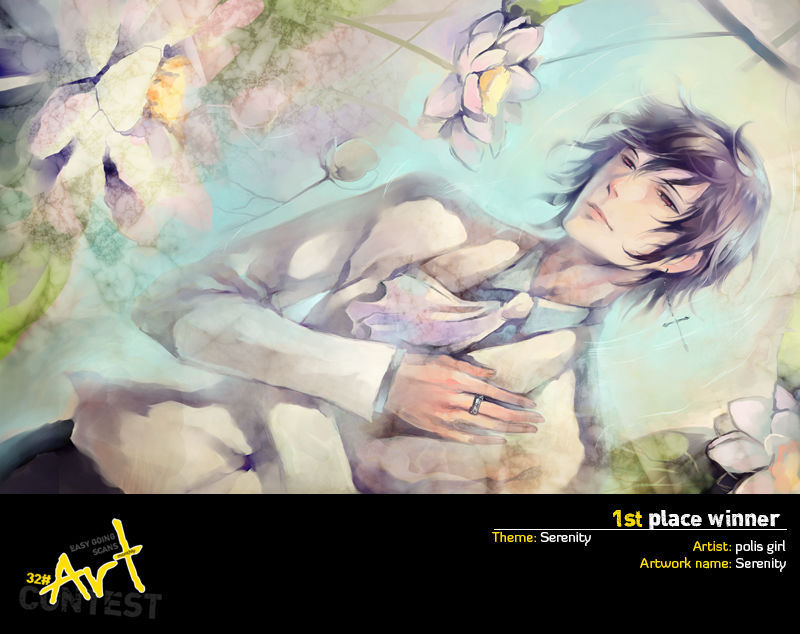 1st place winner
Theme: Serenity
Artist: polis girl
Artwork name: Serenity
EASY GOING
SCANS
32# Art
CONTEST